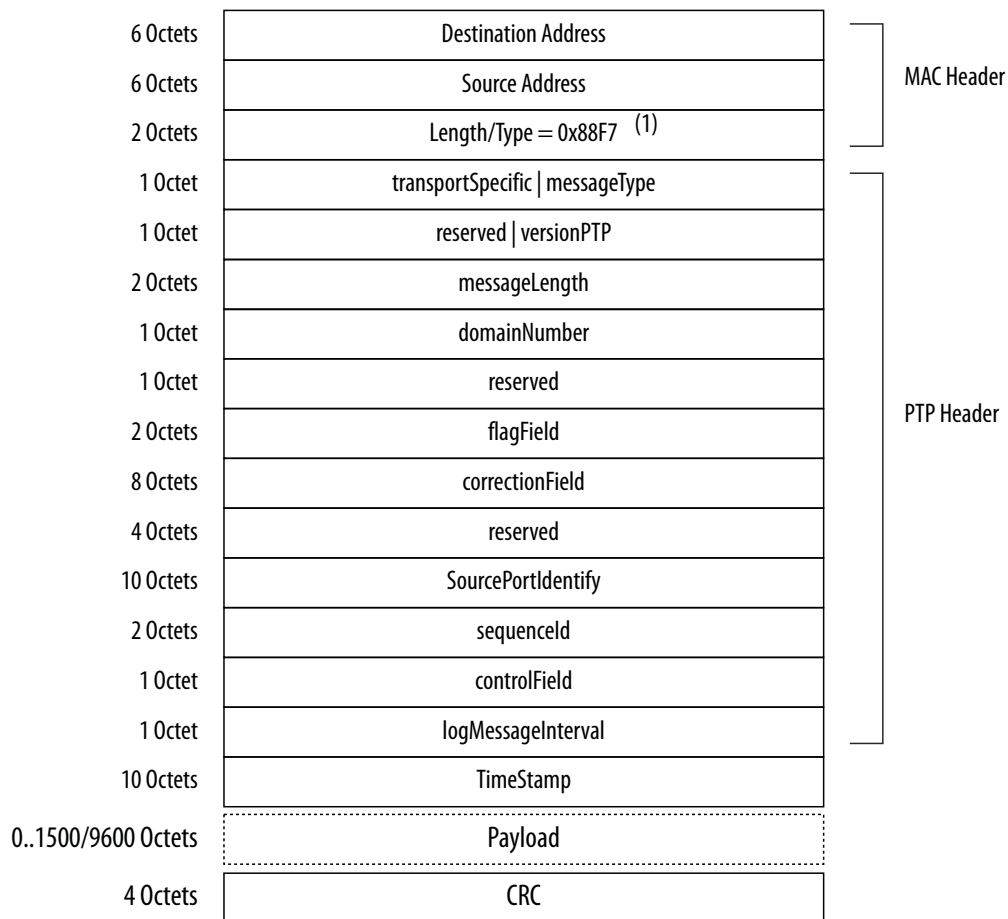 6 Octets Destination Address
6 Octets Source Address
MAC Header
2 Octets Length/Type = 0x88F7 (1)
1 Octet transportSpecific | messageType
1 Octet reserved | versionPTP
2 Octets messageLength
1 Octet domainNumber
1 Octet reserved
2 Octets flagField
PTP Header
8 Octets correctionField
4 Octets reserved
10 Octets SourcePortIdentify
2 Octets sequenceId
1 Octet controlField
1 Octet logMessageInterval
10 Octets TimeStamp
0..1500/9600 Octets Payload
4 Octets CRC